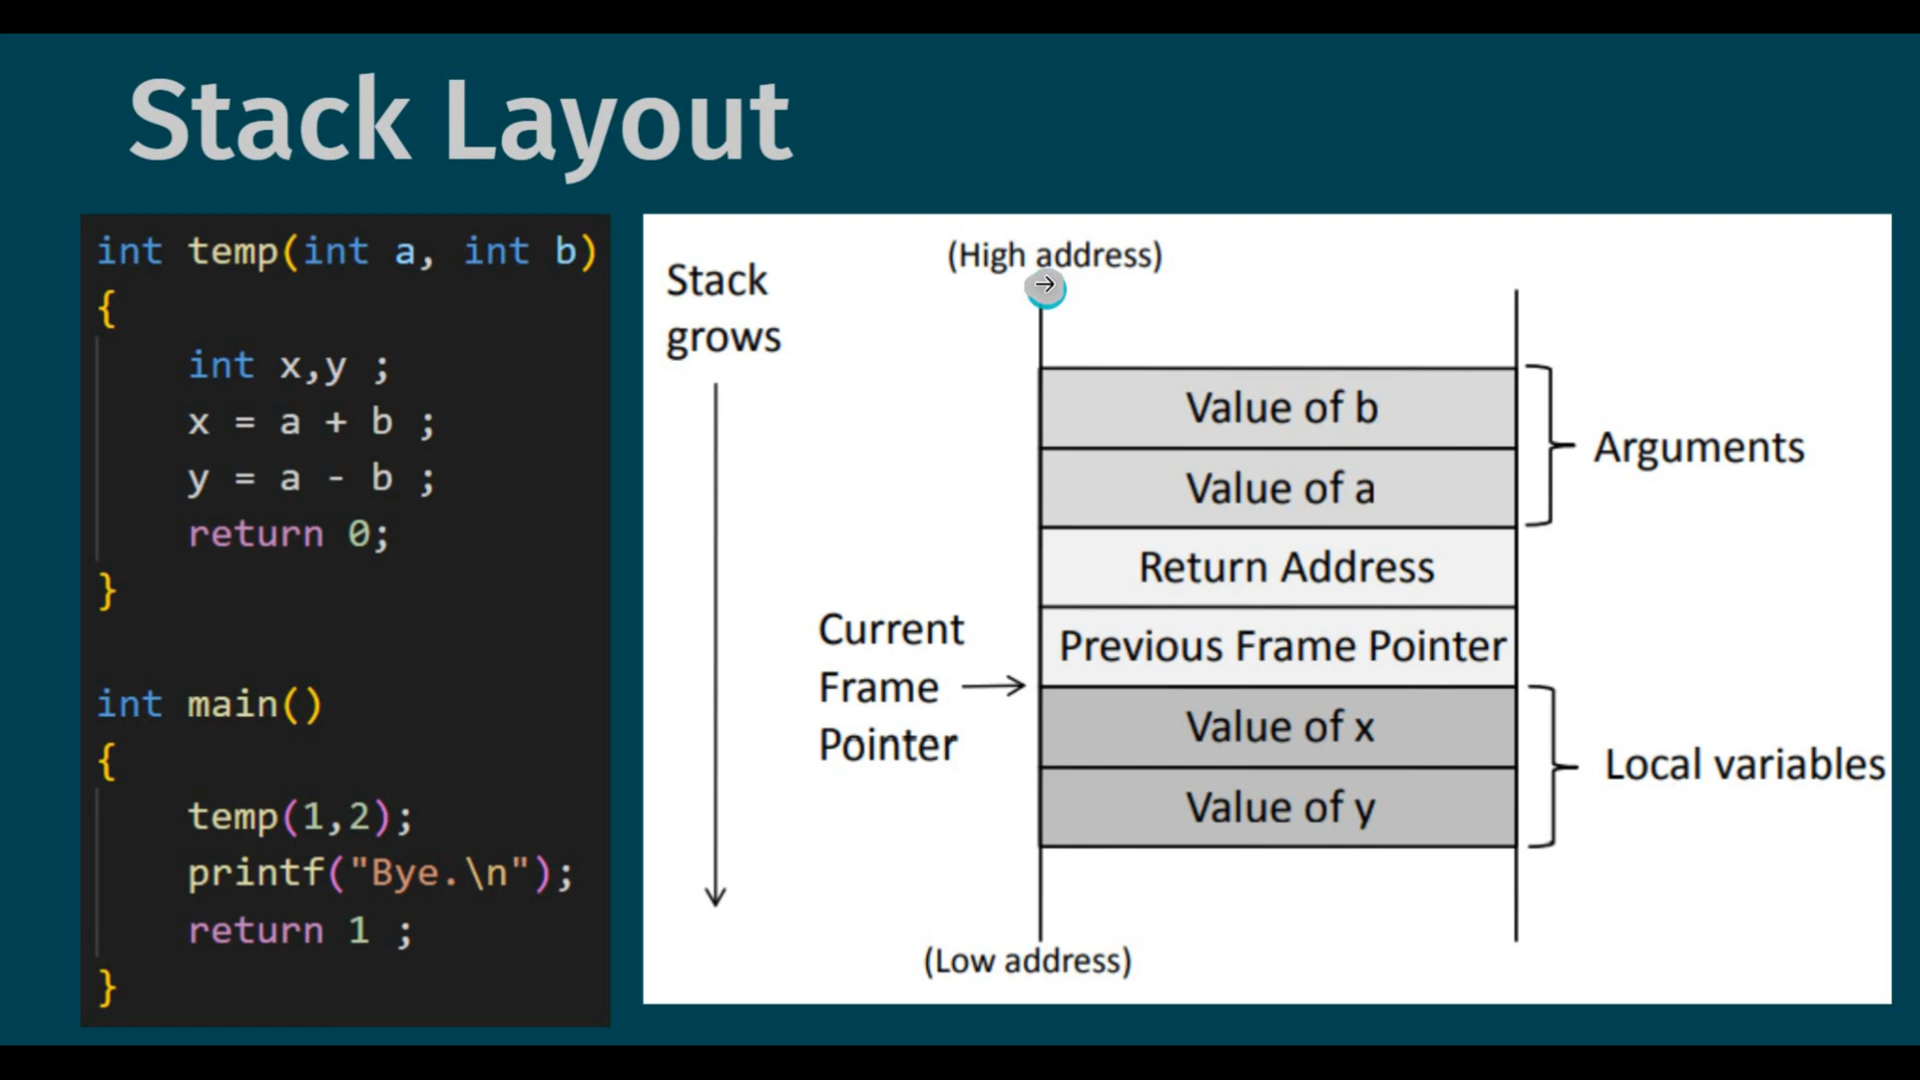 Stack Layout
int temp(int a, int b)
{
int x,y ;
x = a + b ;
y = a - b ;
return 0;
}
int main()
{
temp(1,2);
printf("Bye.\n");
return 1 ;
}
Stack
grows
(High address)
Value of b
Value of a
Arguments
Return Address
Previous Frame Pointer
Current
Frame
Pointer
Value of x
Value of y
Local variables
(Low address)